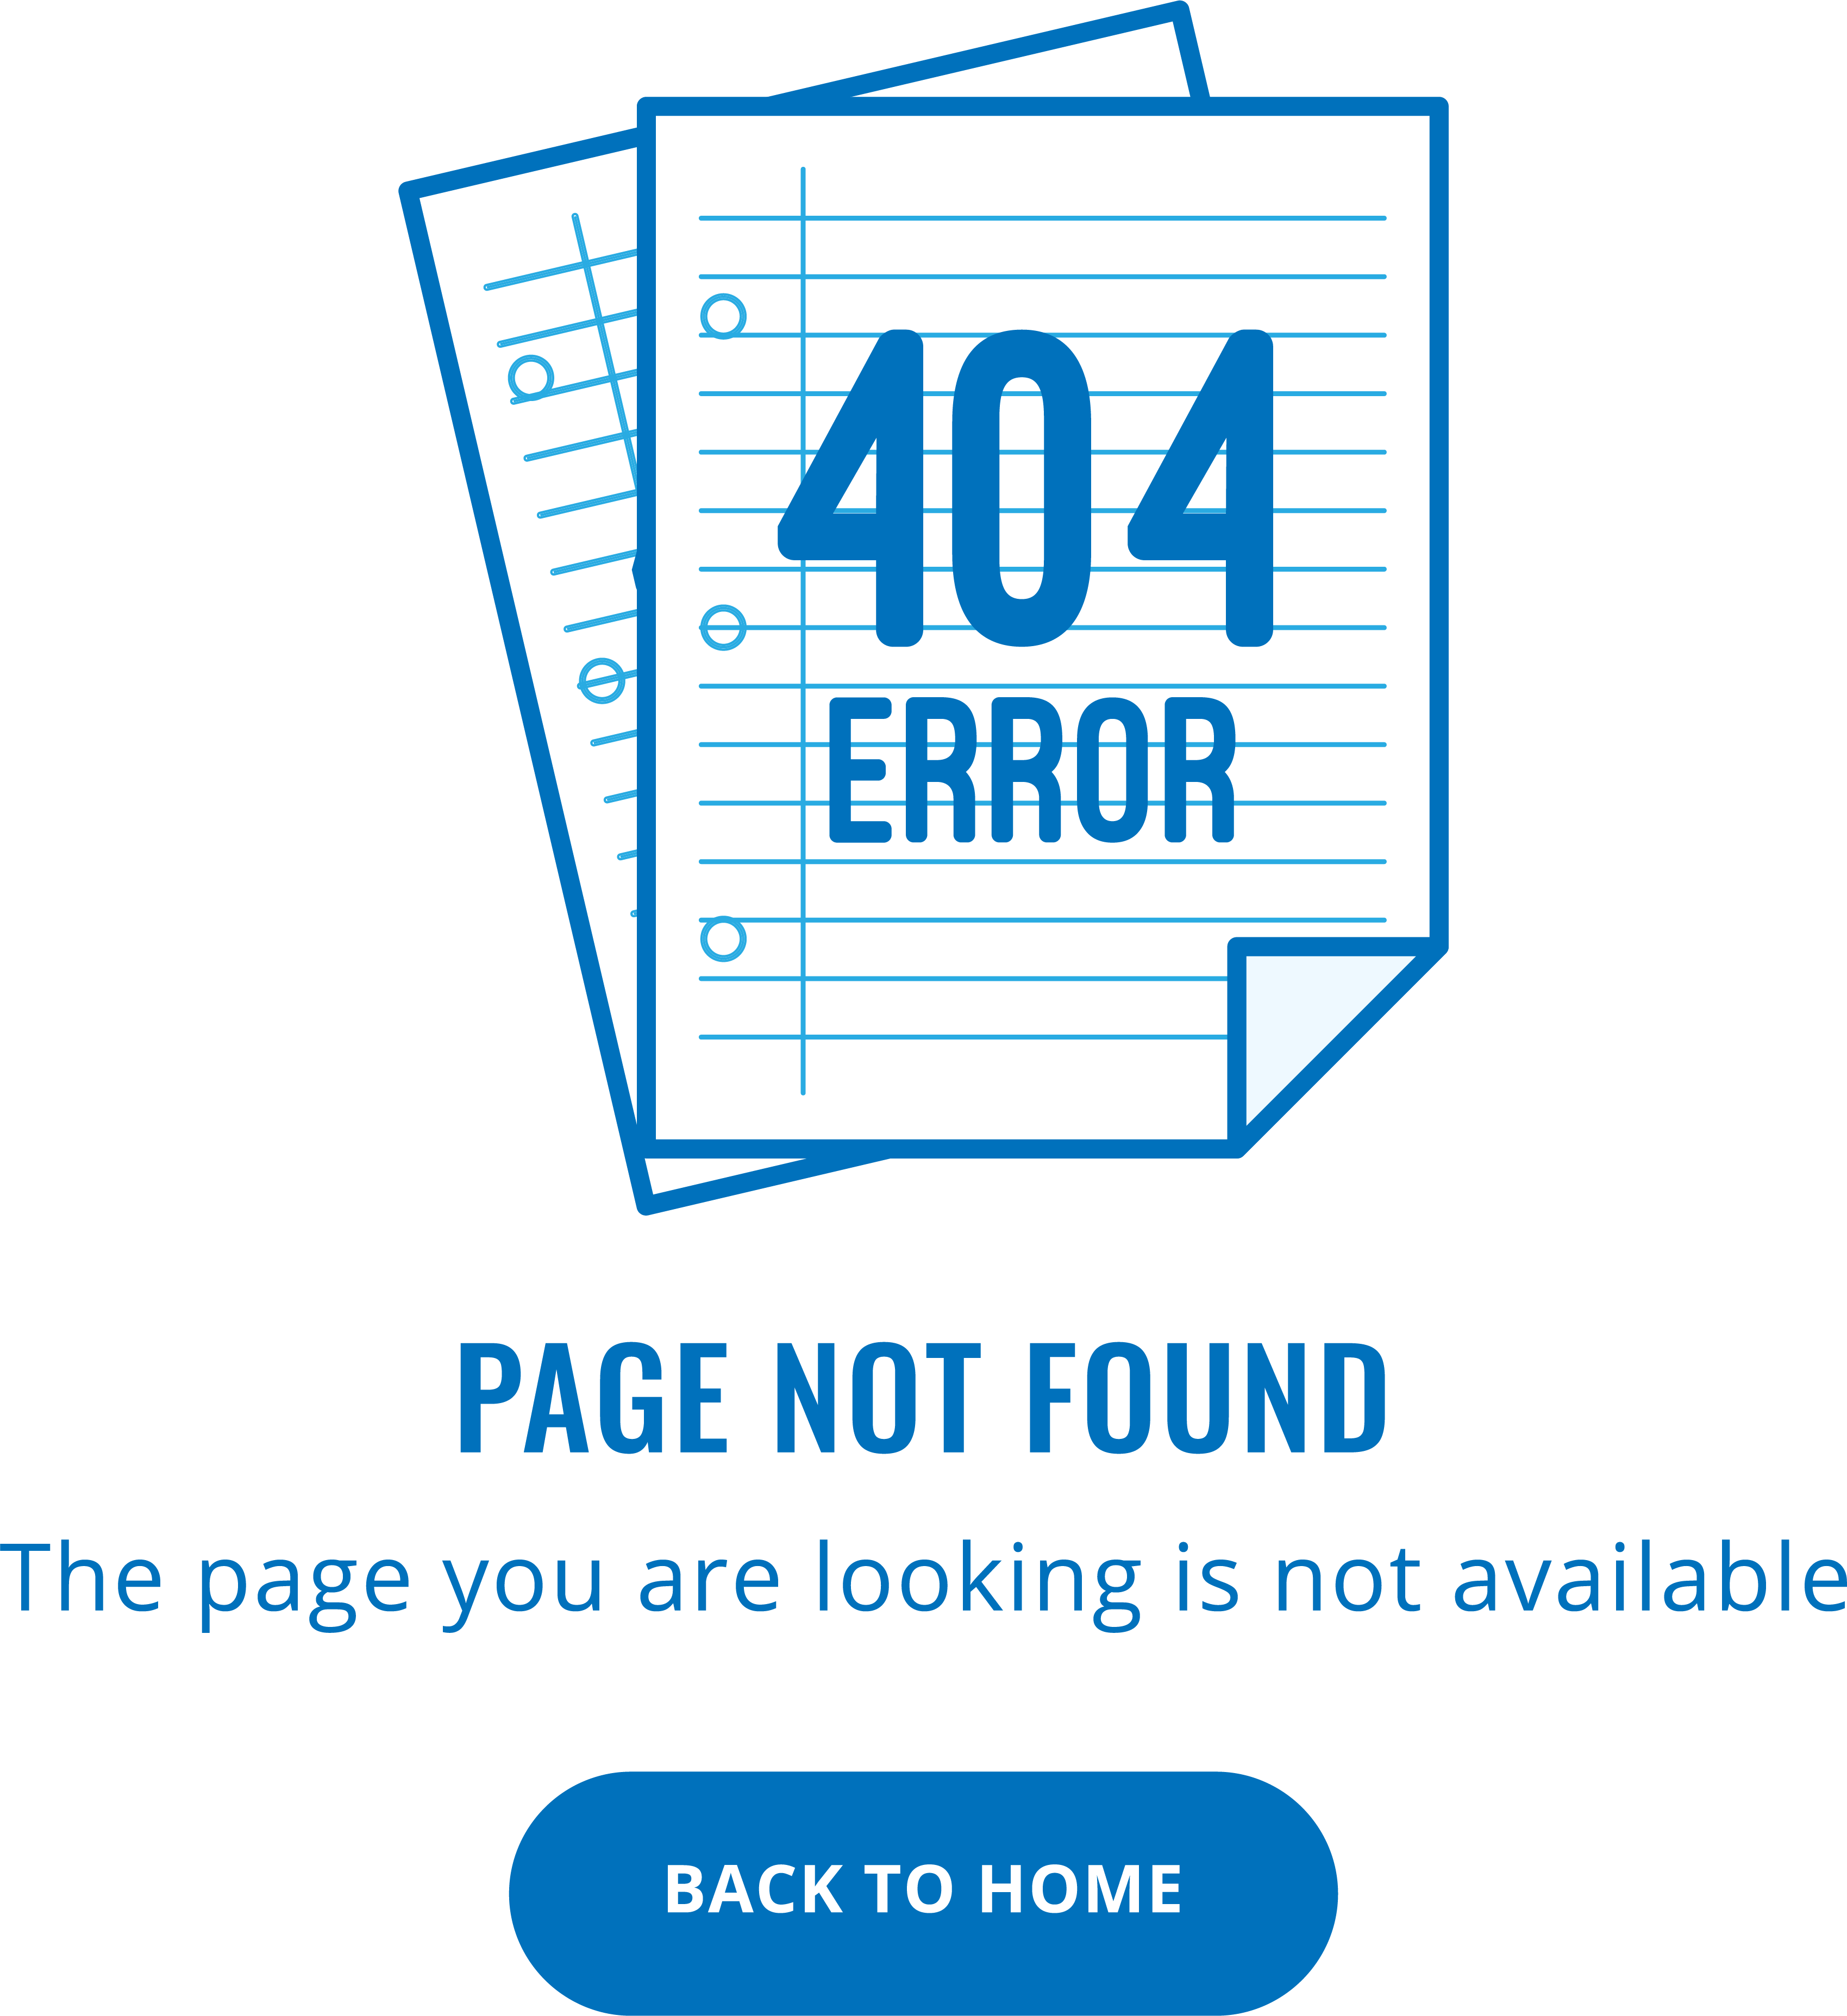 404
ERROR
PAGE NOT FOUND
The page you are looking is not available
BACK TO HOME